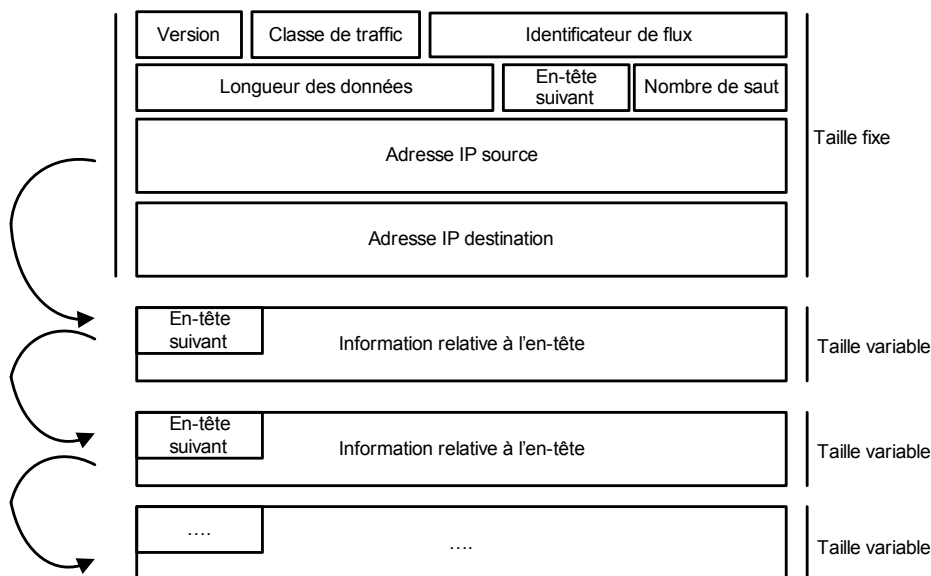 Version
Classe de traffic
Identificateur de flux
Longueur des données
En-tête
suivant
Nombre de saut
Adresse IP source
Taille fixe
Adresse IP destination
En-tête
suivant
Information relative à l'en-tête
Taille variable
En-tête
suivant
Information relative à l'en-tête
Taille variable
....
....
Taille variable